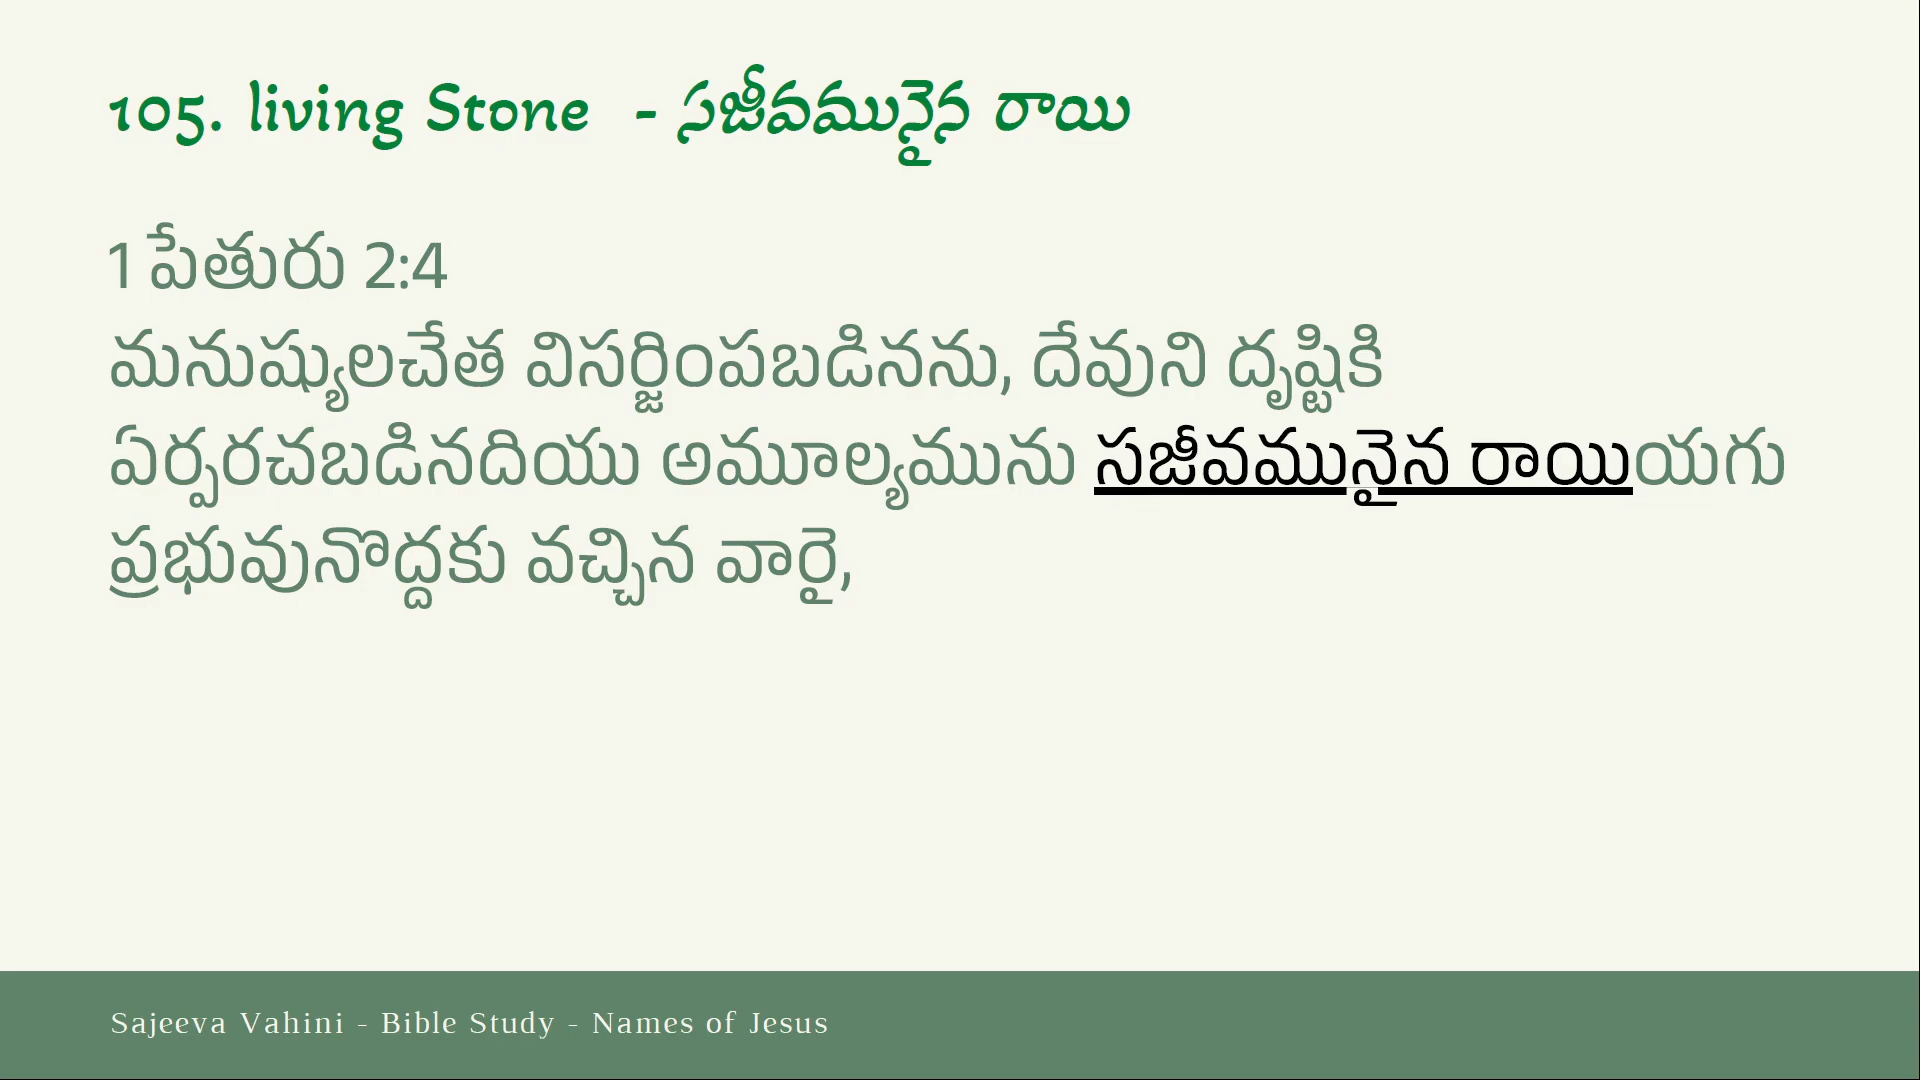 105. living Stone - సజీవమునైన రాయి
1 పేతురు 2:4
మనుష్యులచేత విసర్జింపబడినను, దేవుని దృష్టికి
ఏర్పరచబడినదియు అమూల్యమును సజీవమునైన రాయియగు
ప్రభువునొద్దకు వచ్చిన వారై,
Sajeeva Vahini - Bible Study - Names of Jesus